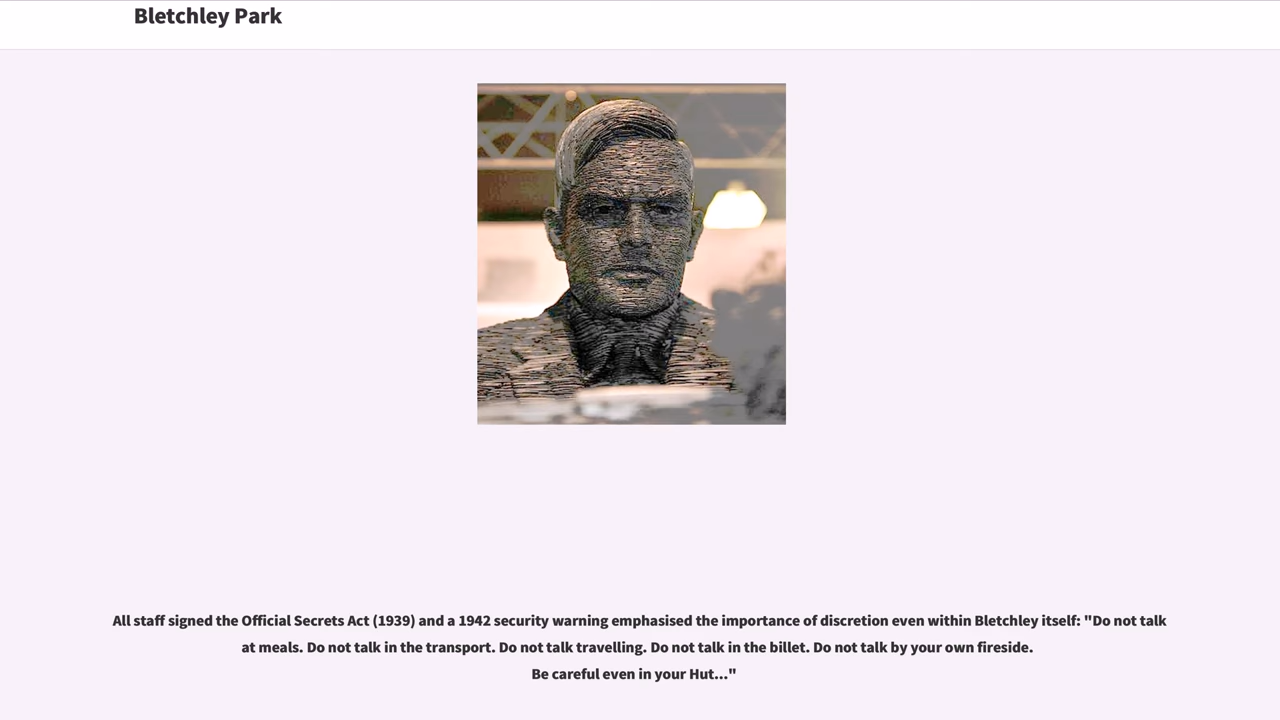 Bletchley Park
All staff signed the Official Secrets Act (1939) and a 1942 security warning emphasised the importance of discretion even within Bletchley itself: "Do not talk
at meals. Do not talk in the transport. Do not talk travelling. Do not talk in the billet. Do not talk by your own fireside.
Be careful even in your Hut..."